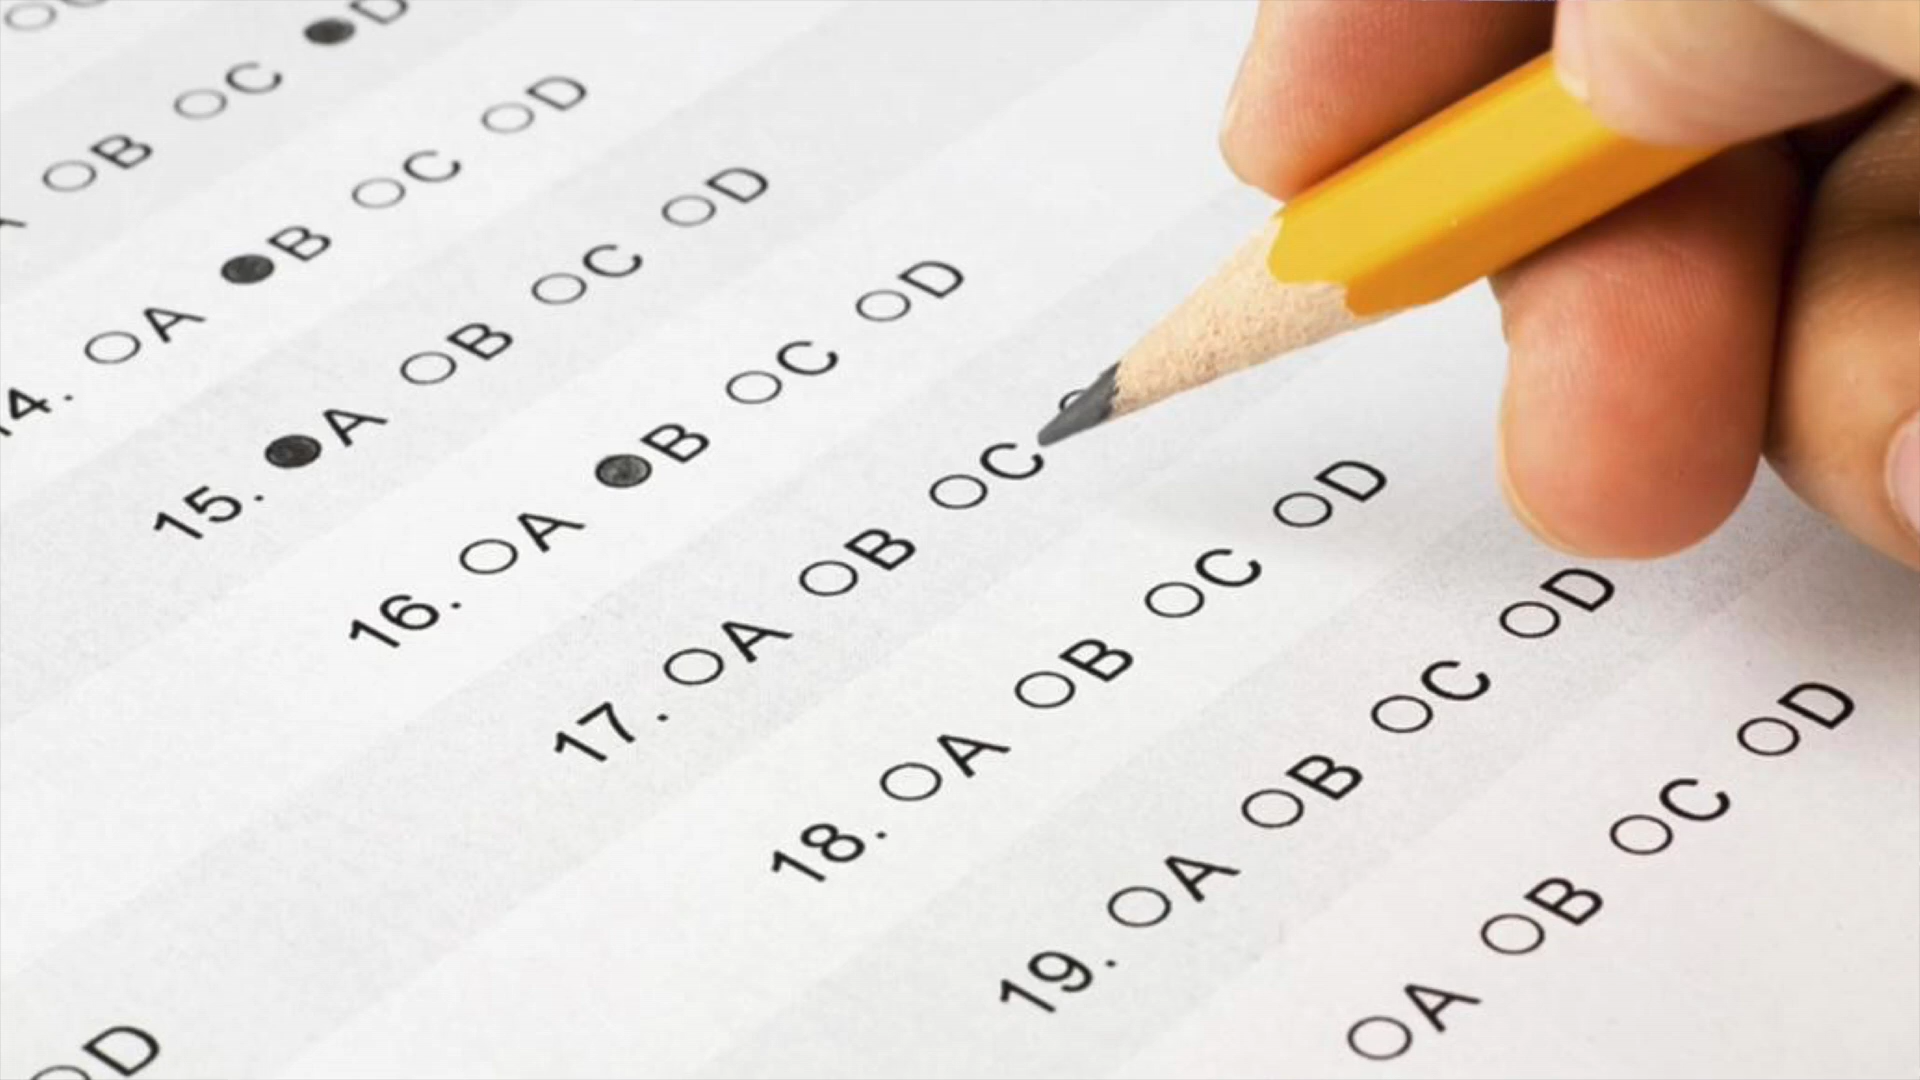 D
B C D
14. A B C D
15. A B C D
16. A B C D
17. A B C
18. A B C D
19. A B C D
A B C D
D